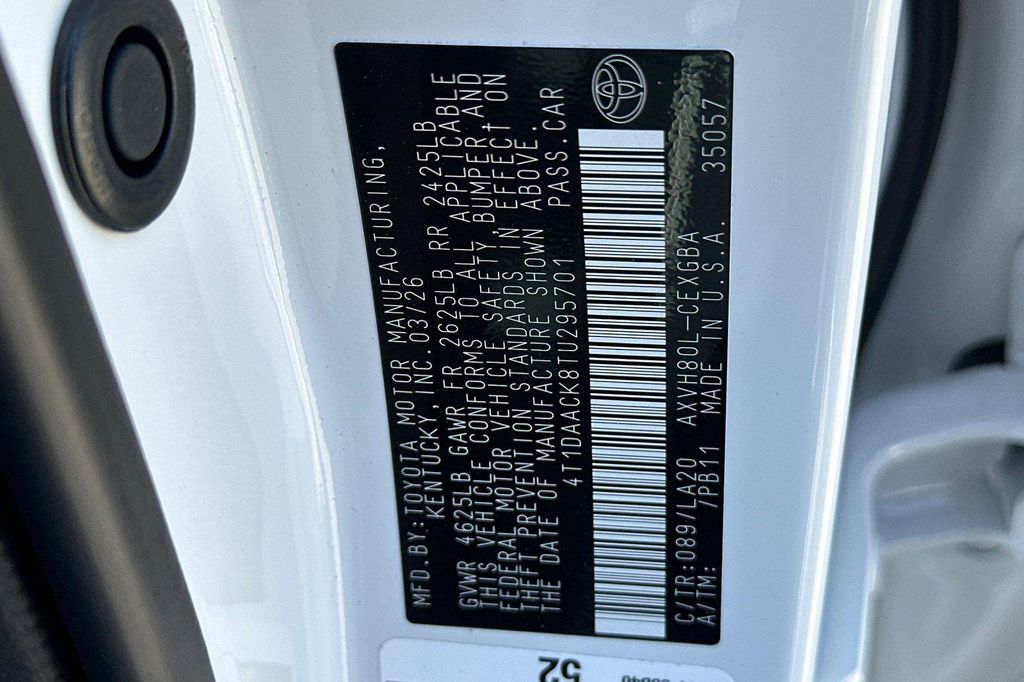 MFD.BY:TOYOTA MOTOR MANUFACTURING,
KENTUCKY, INC.03/26
GVWR 4625LB GAWR FR 2625LB RR 2425LB
THIS VEHICLE CONFORMS TO ALL APPLICABLE
FEDERAL MOTOR VEHICLE SAFETY,BUMPER,AND
THEFT PREVENTION STANDARDS IN EFFECT ON
THE DATE OF MANUFACTURE SHOWN ABOVE.
4T1DAACK8TU295701 PASS.CAR
C/TR:089/LA20 AXVH80L-CEXGBA
A/TM: /PB11 MADE IN U.S.A. 35057
52